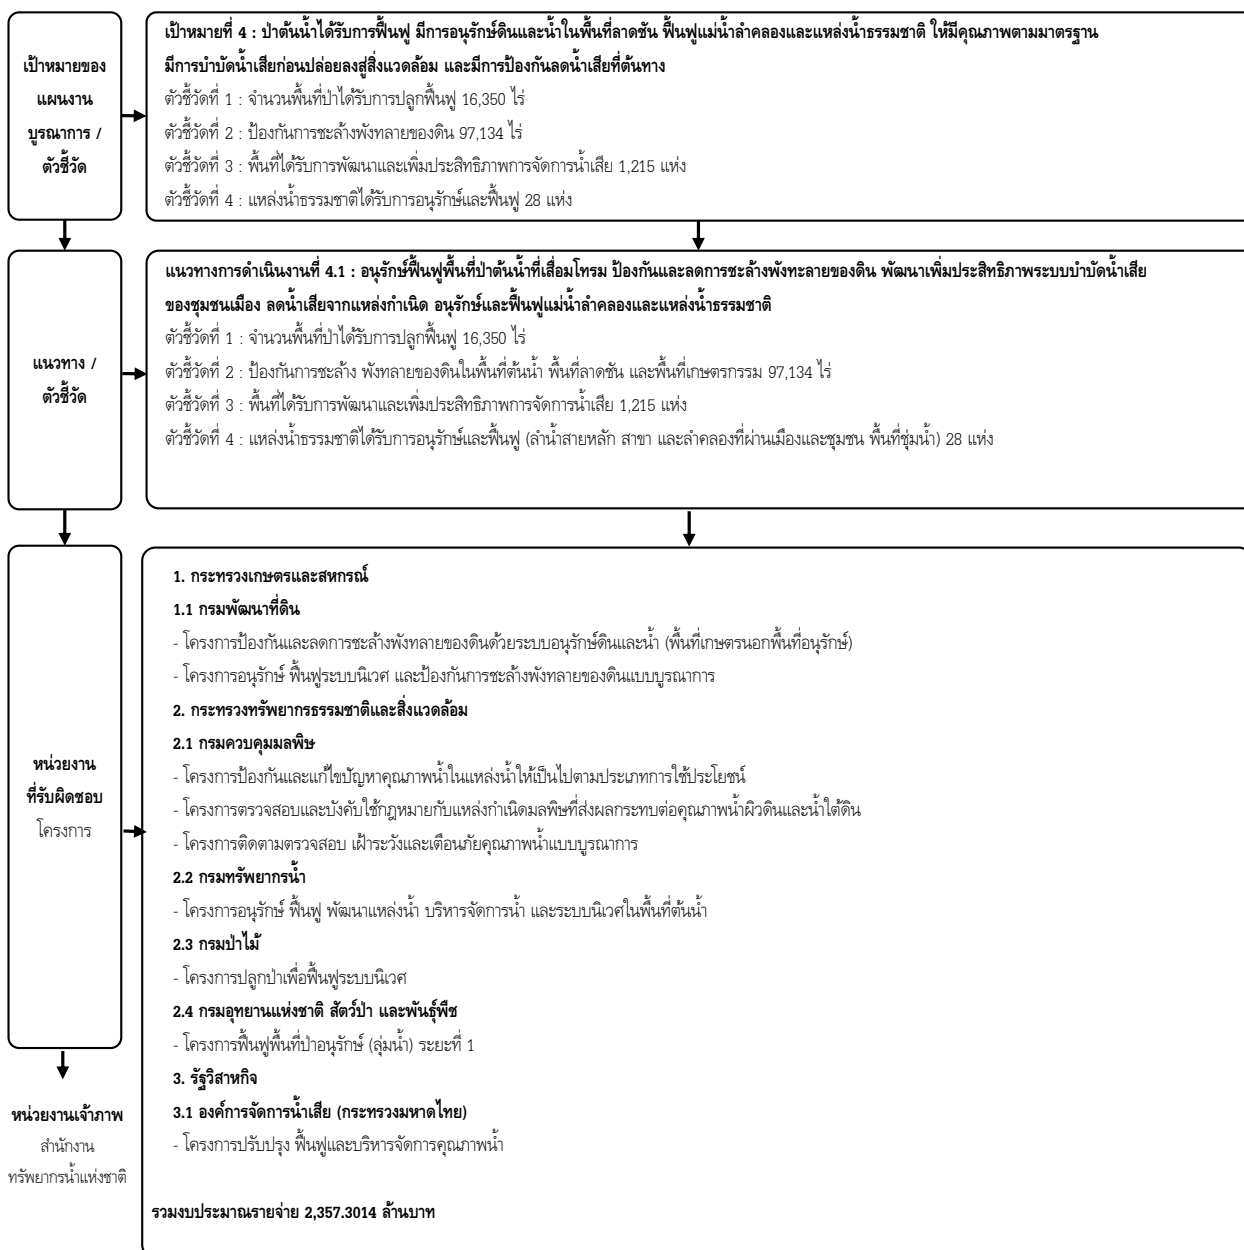 เป้าหมายของ
แผนงาน
บูรณาการ /
ตัวชี้วัด
เป้าหมายที่ 4 : ป่าต้นน้ำได้รับการฟื้นฟู มีการอนุรักษ์ดินและน้ำในพื้นที่ลาดชัน ฟื้นฟูแม่น้ำลำคลองและแหล่งน้ำธรรมชาติ ให้มีคุณภาพตามมาตรฐาน
มีการบำบัดน้ำเสียก่อนปล่อยลงสู่สิ่งแวดล้อม และมีการป้องกันลดน้ำเสียที่ต้นทาง
ตัวชี้วัดที่ 1 : จำนวนพื้นที่ป่าได้รับการปลูกฟื้นฟู 16,350 ไร่
ตัวชี้วัดที่ 2 : ป้องกันการชะล้างพังทลายของดิน 97,134 ไร่
ตัวชี้วัดที่ 3 : พื้นที่ได้รับการพัฒนาและเพิ่มประสิทธิภาพการจัดการน้ำเสีย 1,215 แห่ง
ตัวชี้วัดที่ 4 : แหล่งน้ำธรรมชาติได้รับการอนุรักษ์และฟื้นฟู 28 แห่ง
แนวทาง /
ตัวชี้วัด
แนวทางการดำเนินงานที่ 4.1 : อนุรักษ์ฟื้นฟูพื้นที่ป่าต้นน้ำที่เสื่อมโทรม ป้องกันและลดการชะล้างพังทะลายของดิน พัฒนาเพิ่มประสิทธิภาพระบบบำบัดน้ำเสีย
ของชุมชนเมือง ลดน้ำเสียจากแหล่งกำเนิด อนุรักษ์และฟื้นฟูแม่น้ำลำคลองและแหล่งน้ำธรรมชาติ
ตัวชี้วัดที่ 1 : จำนวนพื้นที่ป่าได้รับการปลูกฟื้นฟู 16,350 ไร่
ตัวชี้วัดที่ 2 : ป้องกันการชะล้าง พังทลายของดินในพื้นที่ต้นน้ำ พื้นที่ลาดชัน และพื้นที่เกษตรกรรม 97,134 ไร่
ตัวชี้วัดที่ 3 : พื้นที่ได้รับการพัฒนาและเพิ่มประสิทธิภาพการจัดการน้ำเสีย 1,215 แห่ง
ตัวชี้วัดที่ 4 : แหล่งน้ำธรรมชาติได้รับการอนุรักษ์และฟื้นฟู (ลำน้ำสายหลัก สาขา และลำคลองที่ผ่านเมืองและชุมชน พื้นที่ชุ่มน้ำ) 28 แห่ง
หน่วยงาน
ที่รับผิดชอบ
โครงการ
1. กระทรวงเกษตรและสหกรณ์
1.1 กรมพัฒนาที่ดิน
- โครงการป้องกันและลดการชะล้างพังทลายของดินด้วยระบบอนุรักษ์ดินและน้ำ (พื้นที่เกษตรนอกพื้นที่อนุรักษ์)
- โครงการอนุรักษ์ ฟื้นฟูระบบนิเวศ และป้องกันการชะล้างพังทลายของดินแบบบูรณาการ
2. กระทรวงทรัพยากรธรรมชาติและสิ่งแวดล้อม
2.1 กรมควบคุมมลพิษ
- โครงการป้องกันและแก้ไขปัญหาคุณภาพน้ำในแหล่งน้ำให้เป็นไปตามประเภทการใช้ประโยชน์
- โครงการตรวจสอบและบังคับใช้กฎหมายกับแหล่งกำเนิดมลพิษที่ส่งผลกระทบต่อคุณภาพน้ำผิวดินและน้ำใต้ดิน
- โครงการติดตามตรวจสอบ เฝ้าระวังและเตือนภัยคุณภาพน้ำแบบบูรณาการ
2.2 กรมทรัพยากรน้ำ
- โครงการอนุรักษ์ ฟื้นฟู พัฒนาแหล่งน้ำ บริหารจัดการน้ำ และระบบนิเวศในพื้นที่ต้นน้ำ
2.3 กรมป่าไม้
- โครงการปลูกป่าเพื่อฟื้นฟูระบบนิเวศ
2.4 กรมอุทยานแห่งชาติ สัตว์ป่า และพันธุ์พืช
- โครงการฟื้นฟูพื้นที่ป่าอนุรักษ์ (ลุ่มน้ำ) ระยะที่ 1
3. รัฐวิสาหกิจ
3.1 องค์การจัดการน้ำเสีย (กระทรวงมหาดไทย)
- โครงการปรับปรุง ฟื้นฟูและบริหารจัดการคุณภาพน้ำ
รวมงบประมาณรายจ่าย 2,357.3014 ล้านบาท
หน่วยงานเจ้าภาพ
สำนักงาน
ทรัพยากรน้ำแห่งชาติ